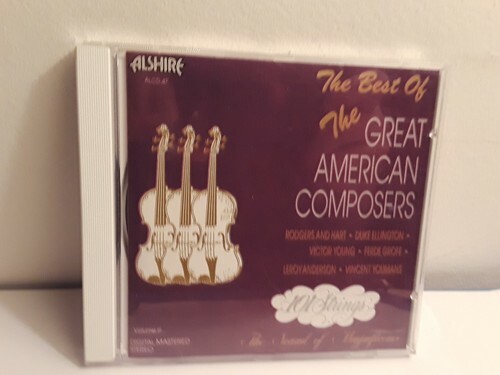 ALSHIRE
The Best Of
The GREAT
AMERICAN
COMPOSERS
RODGERS AND HART • DUKE ELLINGTON •
VICTOR YOUNG • FERDE GROFE •
LEROY ANDERSON • VINCENT YOUMANS
101 Strings
The Sound of Magnificence
DIGITAL MASTERED
STEREO